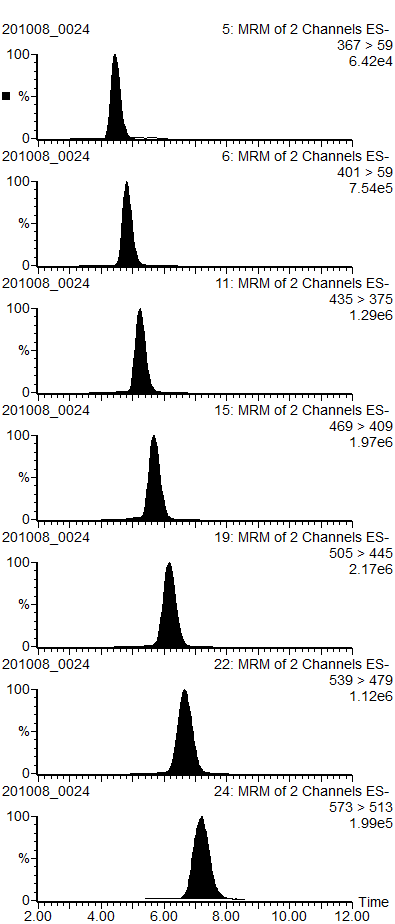 201008_0024 5: MRM of 2 Channels ES-
367 > 59
100 6.42e4
%
0
201008_0024 6: MRM of 2 Channels ES-
401 > 59
100 7.54e5
%
0
201008_0024 11: MRM of 2 Channels ES-
435 > 375
100 1.29e6
%
0
201008_0024 15: MRM of 2 Channels ES-
469 > 409
100 1.97e6
%
0
201008_0024 19: MRM of 2 Channels ES-
505 > 445
100 2.17e6
%
0
201008_0024 22: MRM of 2 Channels ES-
539 > 479
100 1.12e6
%
0
201008_0024 24: MRM of 2 Channels ES-
573 > 513
100 1.99e5
%
0 Time
2.00 4.00 6.00 8.00 10.00 12.00